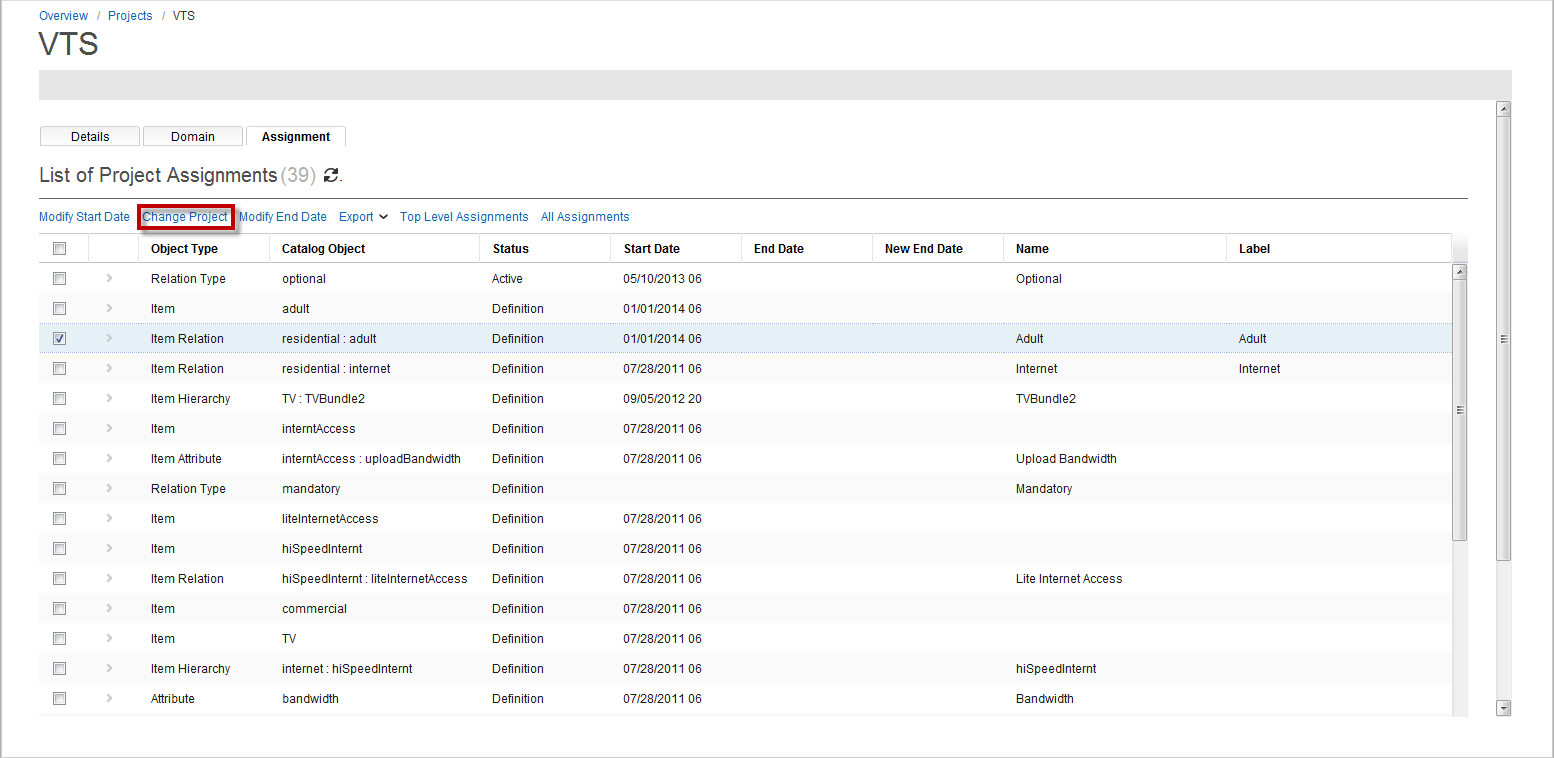 Overview / Projects / VTS
VTS
Details Domain Assignment
List of Project Assignments (39) .
Modify Start Date Change Project Modify End Date Export Top Level Assignments All Assignments
Object Type Catalog Object Status Start Date End Date New End Date Name Label
Relation Type optional Active 05/10/2013 06 Optional
Item adult Definition 01/01/2014 06
Item Relation residential : adult Definition 01/01/2014 06 Adult Adult
Item Relation residential : internet Definition 07/28/2011 06 Internet Internet
Item Hierarchy TV : TVBundle2 Definition 09/05/2012 20 TVBundle2
Item interntAccess Definition 07/28/2011 06
Item Attribute interntAccess : uploadBandwidth Definition 07/28/2011 06 Upload Bandwidth
Relation Type mandatory Definition Mandatory
Item liteInternetAccess Definition 07/28/2011 06
Item hiSpeedInternt Definition 07/28/2011 06
Item Relation hiSpeedInternt : liteInternetAccess Definition 07/28/2011 06 Lite Internet Access
Item commercial Definition 07/28/2011 06
Item TV Definition 07/28/2011 06
Item Hierarchy internet : hiSpeedInternt Definition 07/28/2011 06 hiSpeedInternt
Attribute bandwidth Definition 07/28/2011 06 Bandwidth